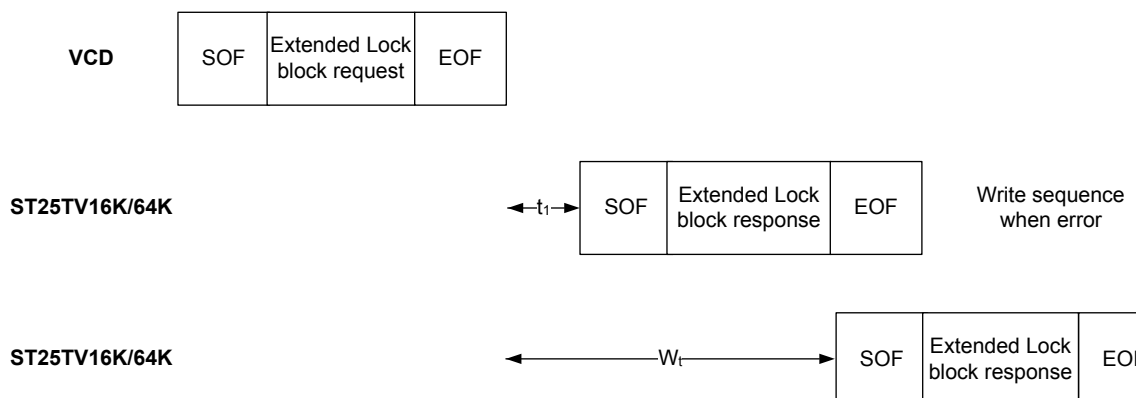 VCD
SOF
Extended Lock
block request
EOF
ST25TV16K/64K
t1
SOF
Extended Lock
block response
EOF
Write sequence
when error
ST25TV16K/64K
Wt
SOF
Extended Lock
block response